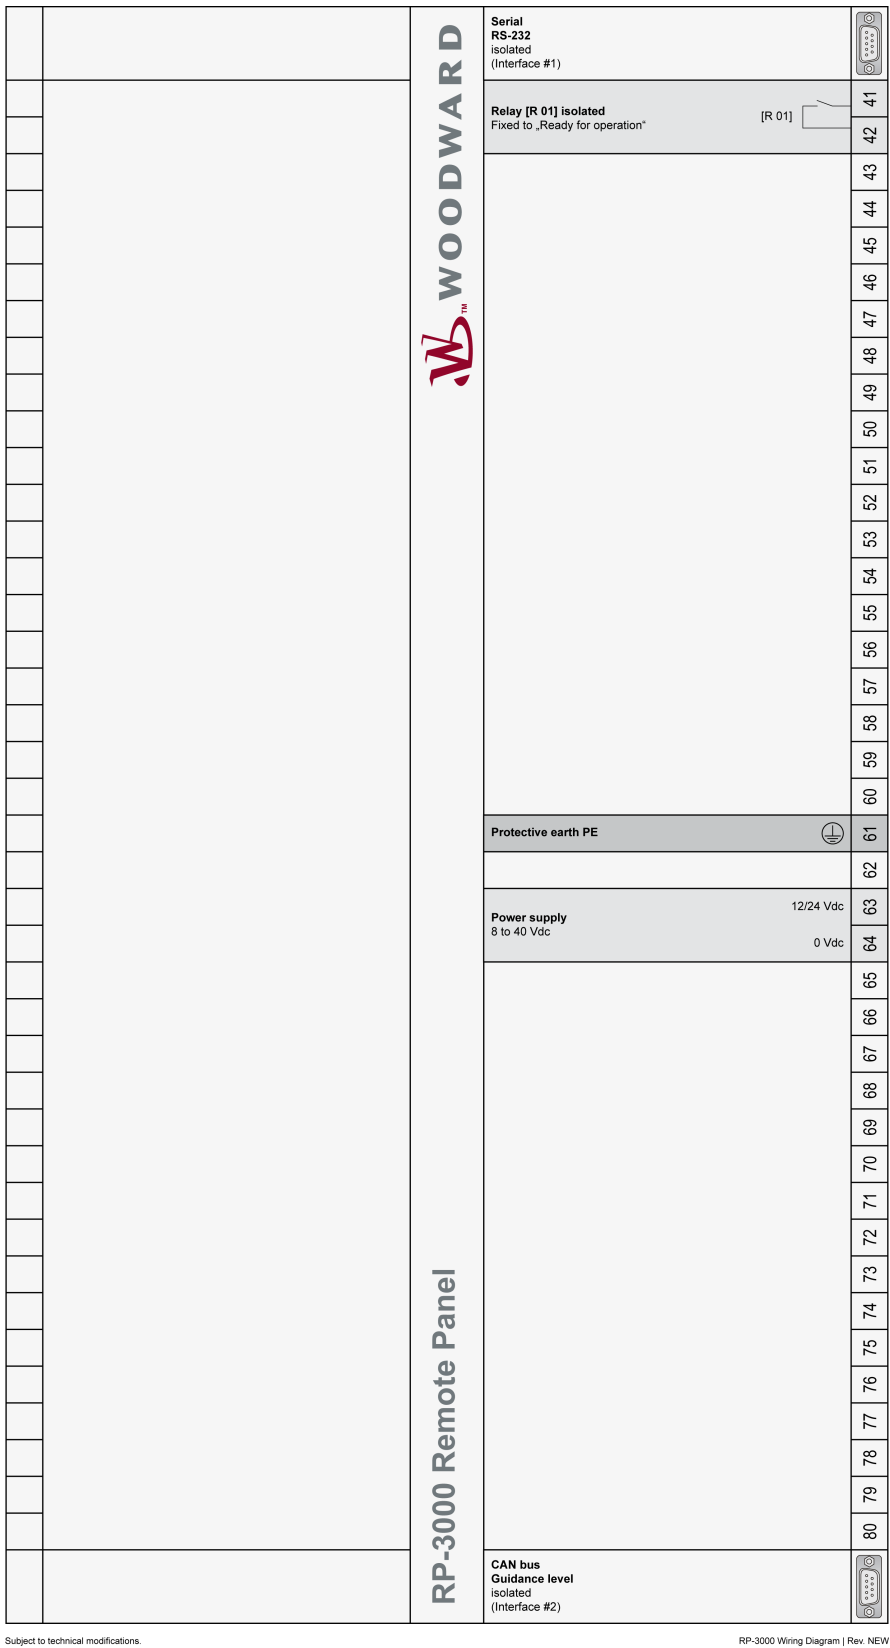 Serial
RS-232
isolated
(Interface #1)
WOODWARD
TM
Relay [R 01] isolated
Fixed to „Ready for operation“
[R 01]
41
42
43
44
45
46
47
48
49
50
51
52
53
54
55
56
57
58
59
60
Protective earth PE
61
62
Power supply
8 to 40 Vdc
12/24 Vdc
63
0 Vdc
64
65
66
67
68
69
70
71
72
73
74
75
76
77
78
79
80
RP-3000 Remote Panel
CAN bus
Guidance level
isolated
(Interface #2)
Subject to technical modifications.
RP-3000 Wiring Diagram | Rev. NEW